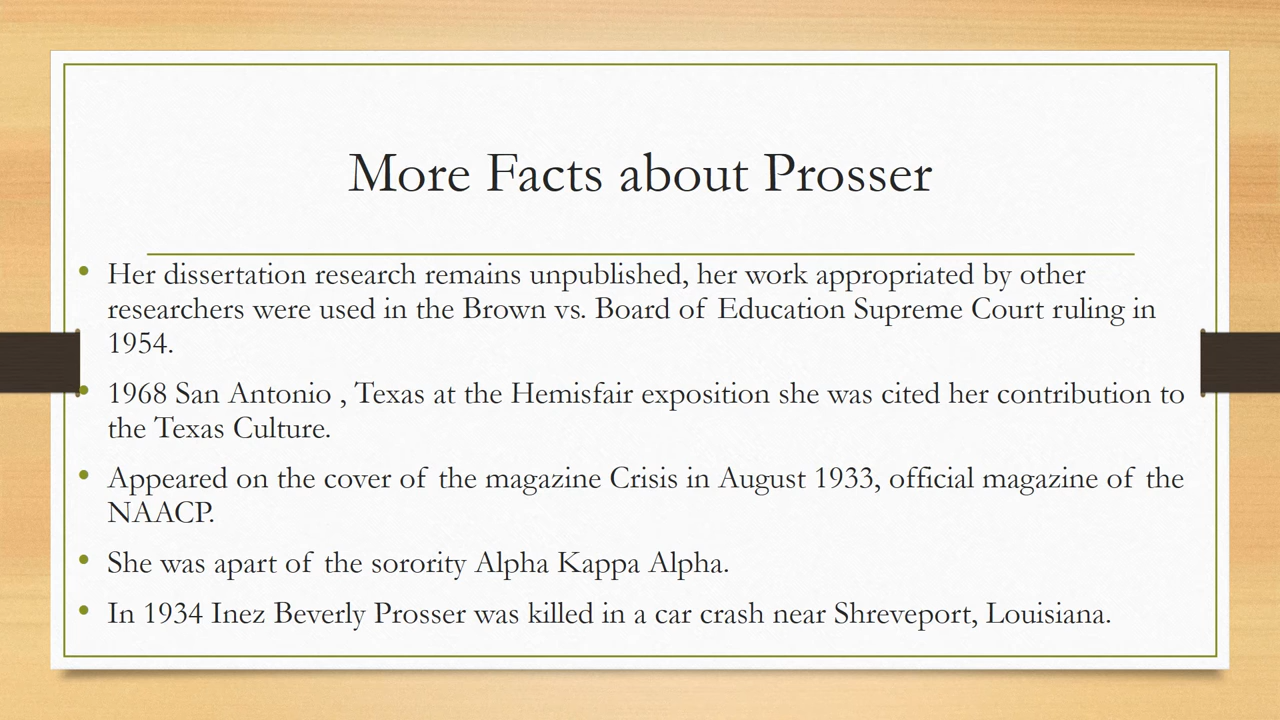 More Facts about Prosser
• Her dissertation research remains unpublished, her work appropriated by other
researchers were used in the Brown vs. Board of Education Supreme Court ruling in
1954.
• 1968 San Antonio , Texas at the Hemisfair exposition she was cited her contribution to
the Texas Culture.
• Appeared on the cover of the magazine Crisis in August 1933, official magazine of the
NAACP.
• She was apart of the sorority Alpha Kappa Alpha.
• In 1934 Inez Beverly Prosser was killed in a car crash near Shreveport, Louisiana.